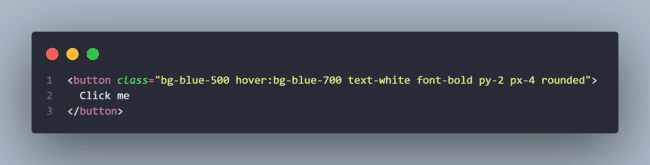 1 <button class="bg-blue-500 hover:bg-blue-700 text-white font-bold py-2 px-4 rounded">
2   Click me
3 </button>